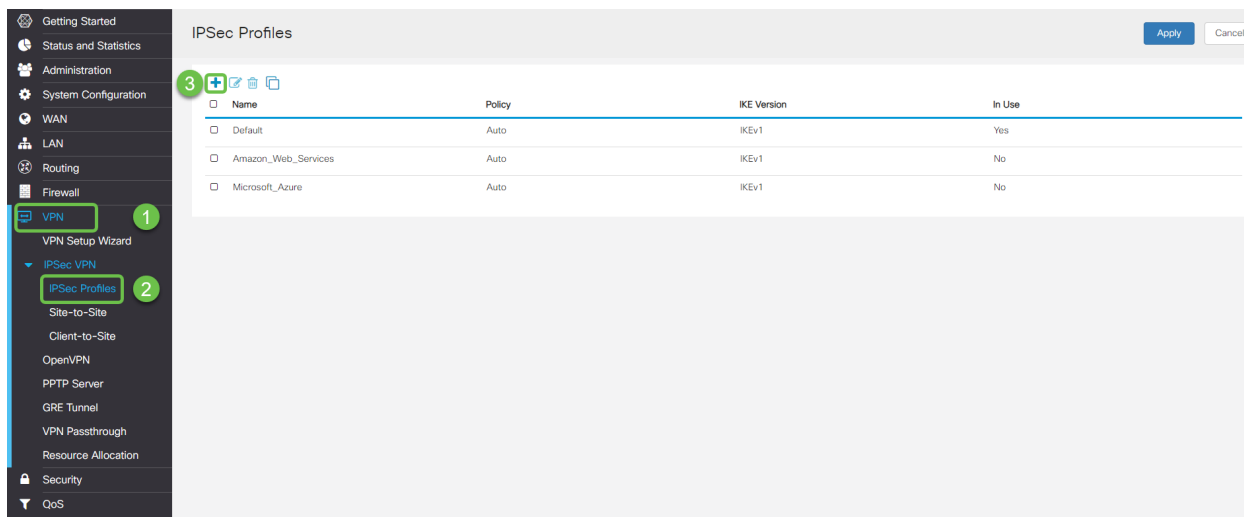 Getting Started
Status and Statistics
Administration
System Configuration
WAN
LAN
Routing
Firewall
VPN
1
VPN Setup Wizard
IPSec VPN
IPSec Profiles
2
Site-to-Site
Client-to-Site
OpenVPN
PPTP Server
GRE Tunnel
VPN Passthrough
Resource Allocation
Security
QoS
IPSec Profiles
Apply
Cancel
3
Name Policy IKE Version In Use
Default Auto IKEv1 Yes
Amazon_Web_Services Auto IKEv1 No
Microsoft_Azure Auto IKEv1 No